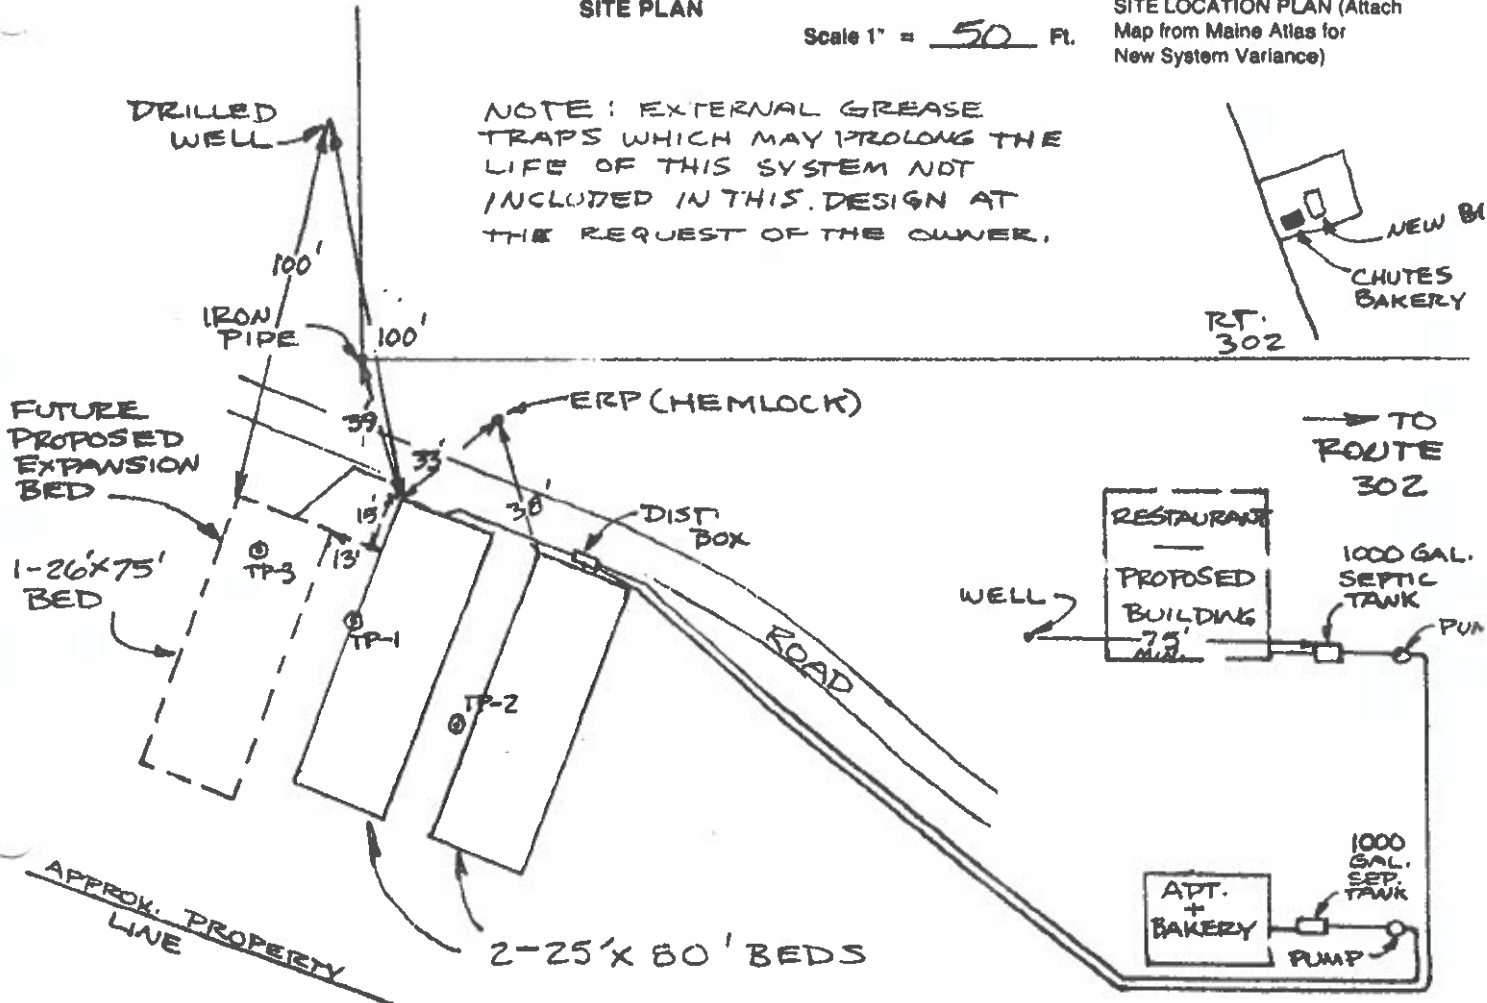 SITE PLAN
Scale 1" = 50 Ft.
SITE LOCATION PLAN (Attach
Map from Maine Atlas for
New System Variance)
DRILLED
WELL
NOTE: EXTERNAL GREASE
TRAPS WHICH MAY PROLONG THE
LIFE OF THIS SYSTEM NOT
INCLUDED IN THIS. DESIGN AT
THE REQUEST OF THE OWNER.
NEW
CHUTES
BAKERY
RT.
302
100'
100'
IRON
PIPE
39'
33'
ERP (HEMLOCK)
38'
15'
13'
FUTURE
PROPOSED
EXPANSION
BED
1-26'X75'
BED
TP-3
TP-1
TP-2
DIST
BOX
ROAD
TO
ROUTE
302
RESTAURANT
PROPOSED
BUILDING
75'
MIN.
WELL
1000 GAL.
SEPTIC
TANK
PUM
APT.
+
BAKERY
1000
GAL.
SEP.
TANK
PUMP
2-25'X 80' BEDS
APPROX. PROPERTY
LINE